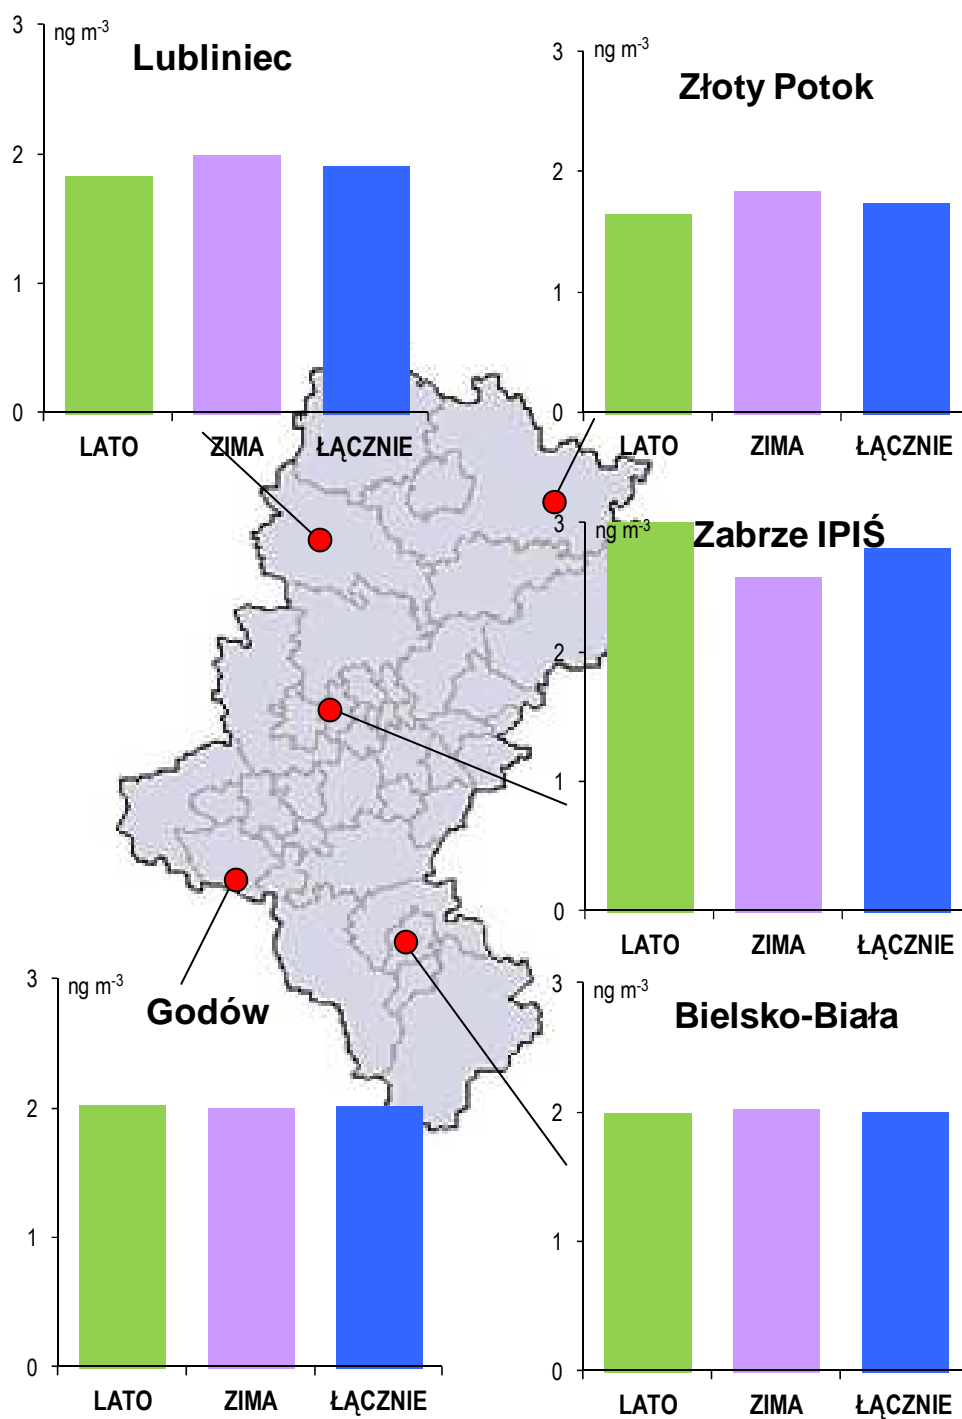 3
ng m⁻³
Lubliniec
2
1
0
LATO ZIMA ŁĄCZNIE
3
ng m⁻³
Złoty Potok
2
1
0
LATO ZIMA ŁĄCZNIE
3
ng m⁻³
Zabrze IPIŚ
2
1
0
LATO ZIMA ŁĄCZNIE
3
ng m⁻³
Godów
2
1
0
LATO ZIMA ŁĄCZNIE
3
ng m⁻³
Bielsko-Biała
2
1
0
LATO ZIMA ŁĄCZNIE